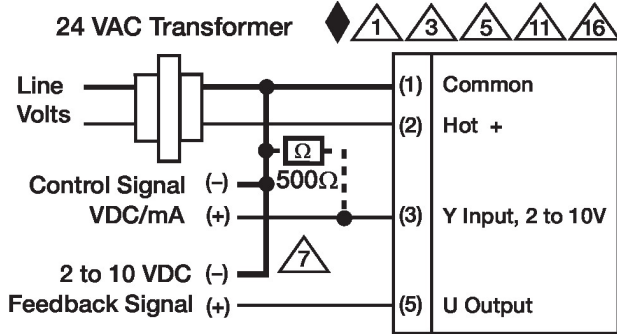 24 VAC Transformer
1 3 5 11 16
Line
Volts
(1) Common
(2) Hot +
Ω
500Ω
Control Signal (–)
VDC/mA (+)
(3) Y Input, 2 to 10V
7
2 to 10 VDC (–)
Feedback Signal (+)
(5) U Output